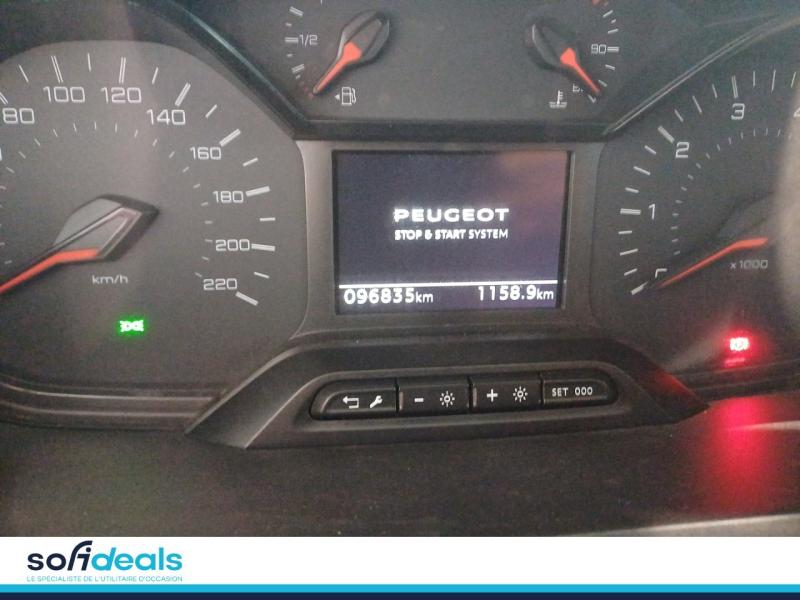 1/2
90
80
100
120
140
160
180
200
220
km/h
PEUGEOT
STOP & START SYSTEM
096835km
1158.9km
1
2
3
4
x1000
SET 000
sofideals
LE SPÉCIALISTE DE L'UTILITAIRE D'OCCASION